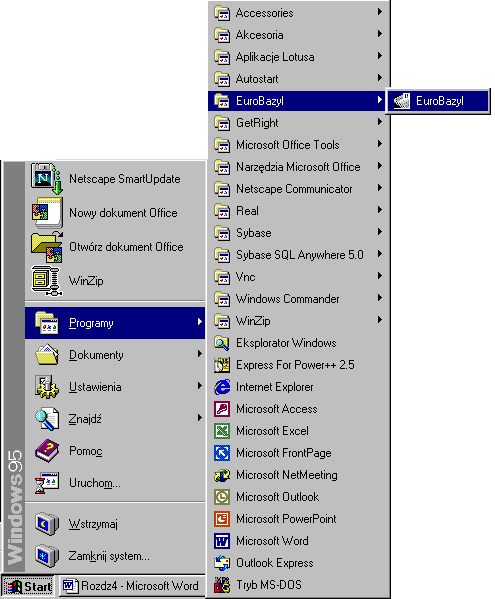 Accessories
Akcesoria
Aplikacje Lotusa
Autostart
EuroBazyl
EuroBazyl
GetRight
Microsoft Office Tools
Narzędzia Microsoft Office
Netscape Communicator
Real
Sybase
Sybase SQL Anywhere 5.0
Vnc
Windows Commander
WinZip
Eksplorator Windows
Express For Power++ 2.5
Internet Explorer
Microsoft Access
Microsoft Excel
Microsoft FrontPage
Microsoft NetMeeting
Microsoft Outlook
Microsoft PowerPoint
Microsoft Word
Outlook Express
Tryb MS-DOS
Netscape SmartUpdate
Nowy dokument Office
Otwórz dokument Office
WinZip
Programy
Dokumenty
Ustawienia
Znajdź
Pomoc
Uruchom...
Wstrzymaj
Zamknij system...
Windows95
Start
Rozdz4 - Microsoft Word